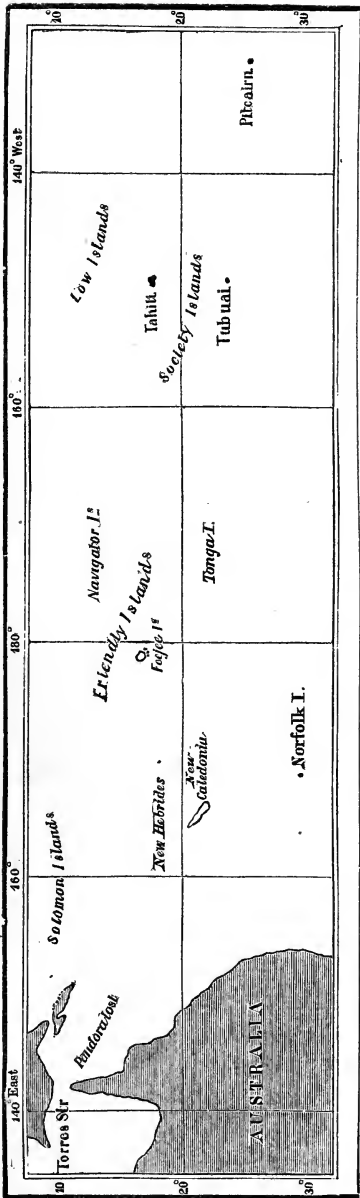 140° East
160°
180°
160°
140° West
10
20°
30°
10°
20°
30°
Torres Str
Pandora lost
Solomon Islands
AUSTRALIA
New Hebrides
New
Caledonia
Norfolk I.
Friendly Islands
Navigator Is
Feejee Is
Tonga I.
Low Islands
Tahiti
Society Islands
Tubuai
Pitcairn